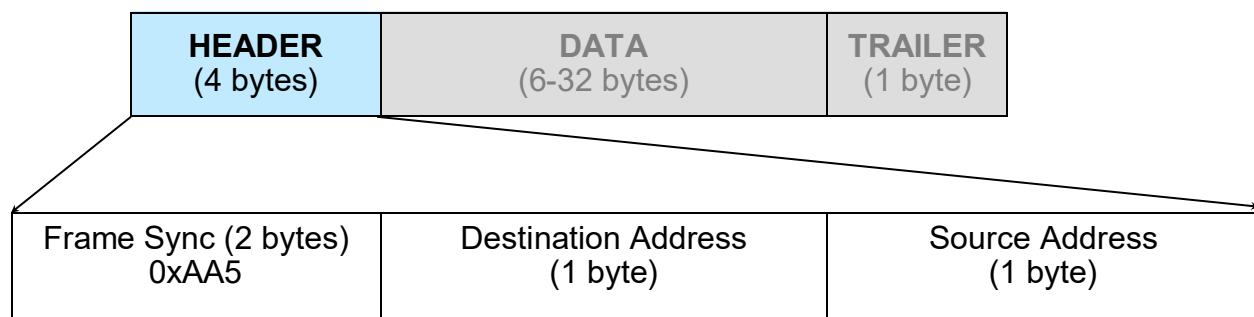 HEADER
(4 bytes)
DATA
(6-32 bytes)
TRAILER
(1 byte)
Frame Sync (2 bytes)
0xAA5
Destination Address
(1 byte)
Source Address
(1 byte)